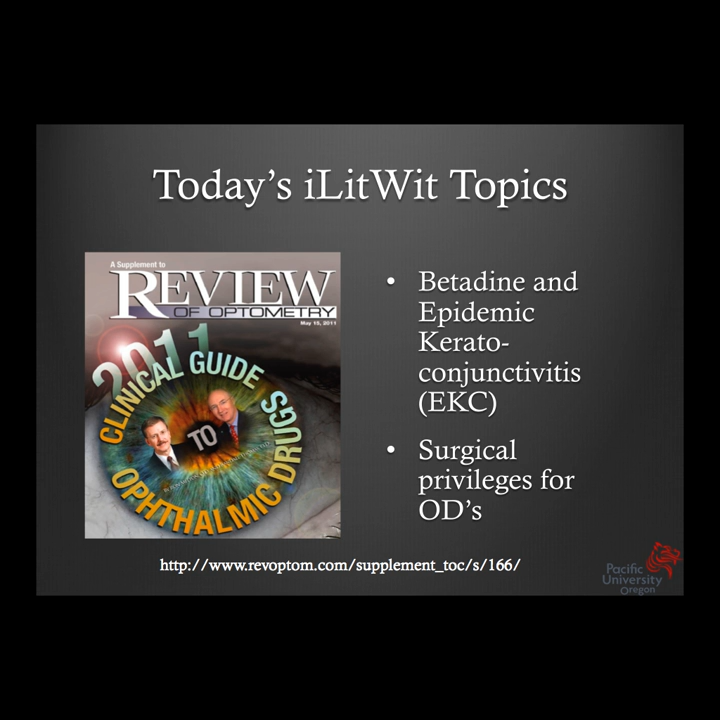 Today's iLitWit Topics
A Supplement to
REVIEW
OF OPTOMETRY
May 15, 2011
2011
CLINICAL GUIDE
TO
OPHTHALMIC DRUGS
• Betadine and
Epidemic
Kerato-
conjunctivitis
(EKC)
• Surgical
privileges for
OD's
http://www.revoptom.com/supplement_toc/s/166/
Pacific
University
Oregon